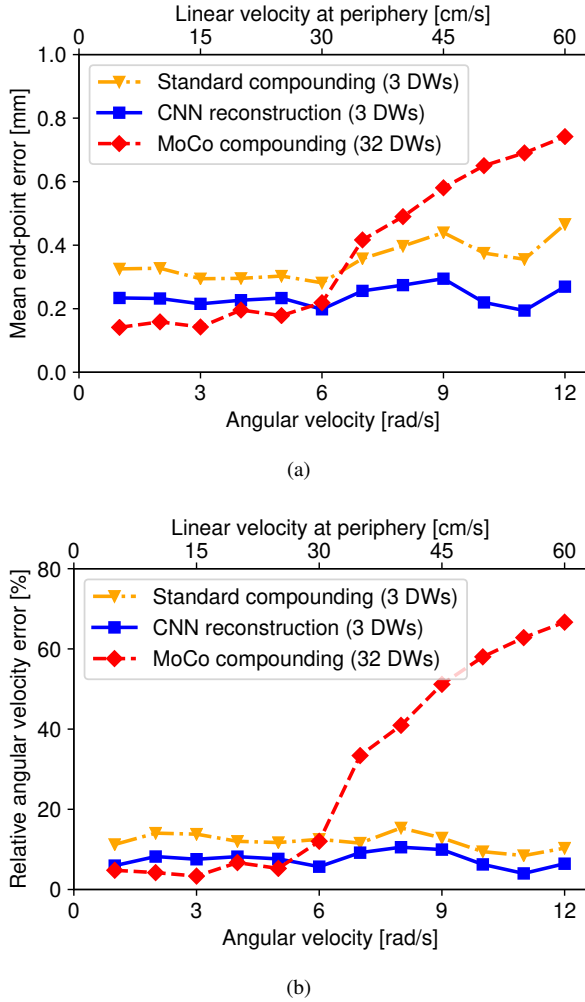 Linear velocity at periphery [cm/s]
0 15 30 45 60
Mean end-point error [mm]
1.0
0.8
0.6
0.4
0.2
0.0
Standard compounding (3 DWs)
CNN reconstruction (3 DWs)
MoCo compounding (32 DWs)
0 3 6 9 12
Angular velocity [rad/s]
(a)
Linear velocity at periphery [cm/s]
0 15 30 45 60
Relative angular velocity error [%]
80
60
40
20
0
Standard compounding (3 DWs)
CNN reconstruction (3 DWs)
MoCo compounding (32 DWs)
0 3 6 9 12
Angular velocity [rad/s]
(b)